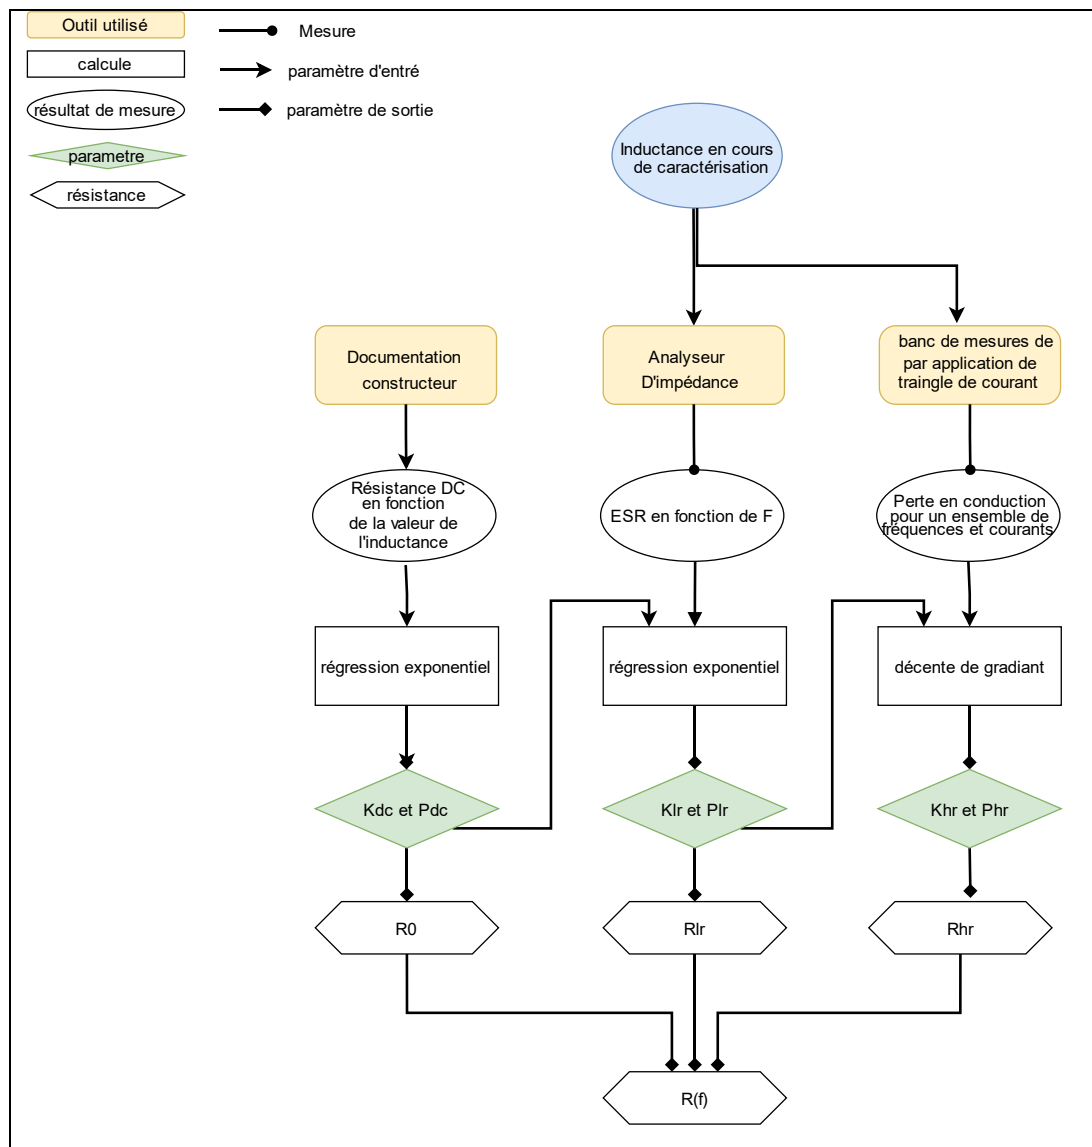 Outil utilisé
Mesure
calcule
paramètre d'entré
résultat de mesure
paramètre de sortie
parametre
résistance
Inductance en cours
de caractérisation
Documentation
constructeur
Analyseur
D'impédance
banc de mesures de
par application de
traingle de courant
Résistance DC
en fonction
de la valeur de
l'inductance
ESR en fonction de F
Perte en conduction
pour un ensemble de
fréquences et courants
régression exponentiel
régression exponentiel
décente de gradiant
Kdc et Pdc
Klr et Plr
Khr et Phr
R0
Rlr
Rhr
R(f)